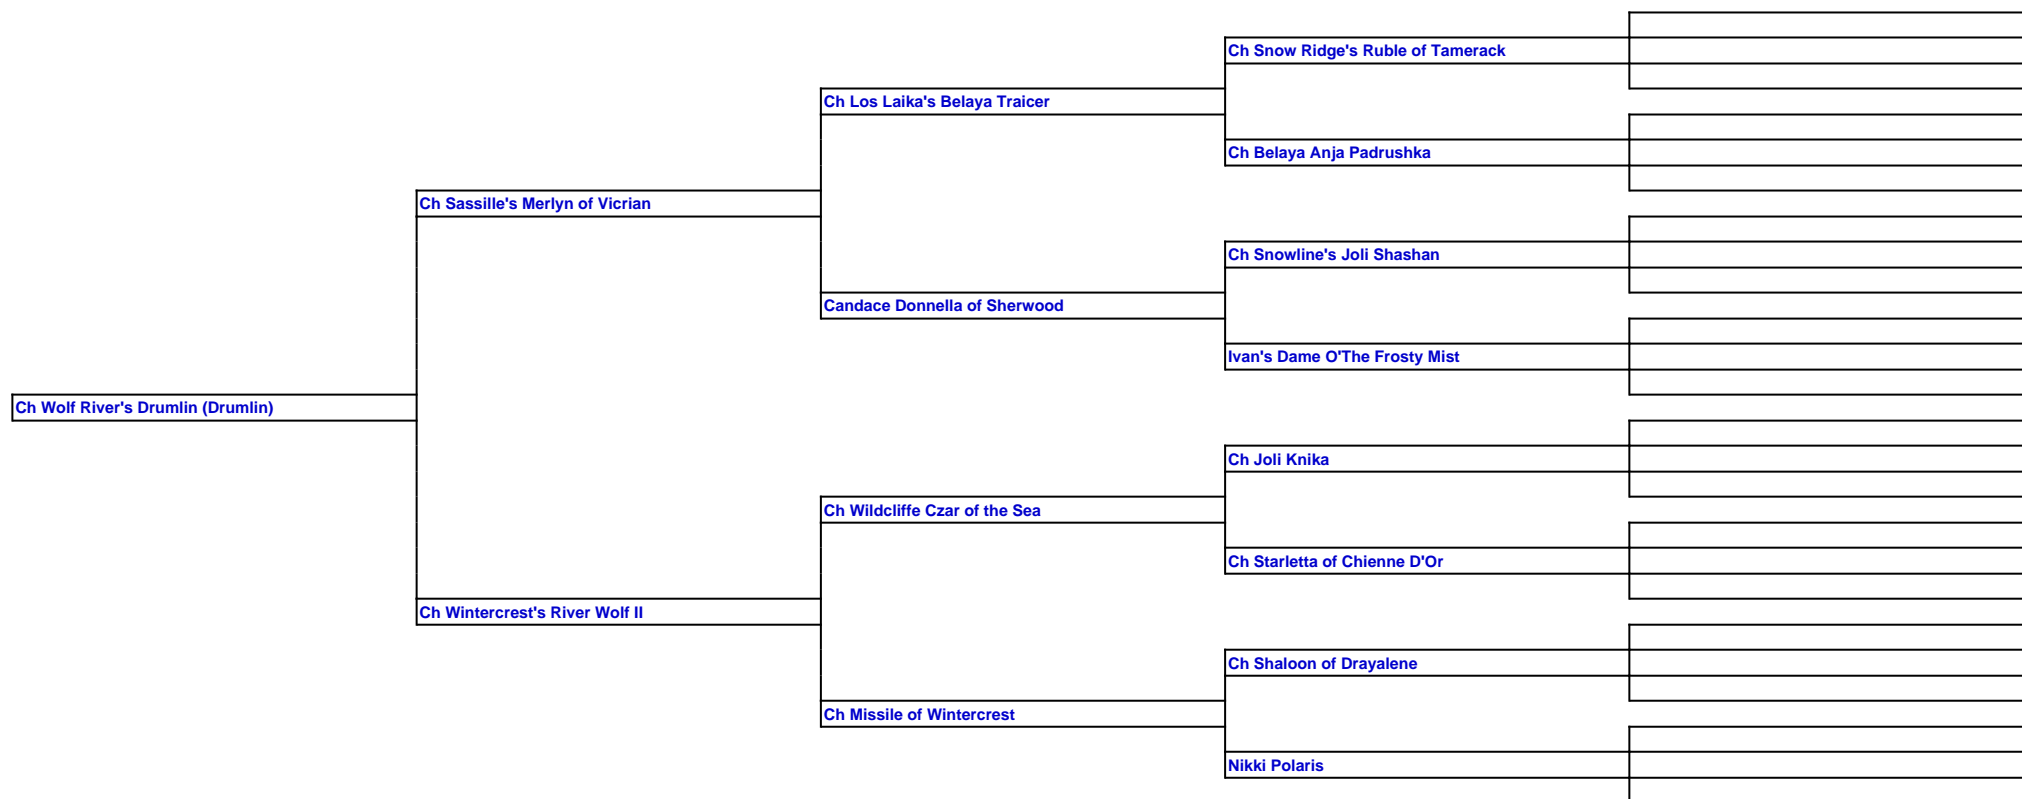 Ch Snow Ridge's Ruble of Tamerack
Ch Los Laika's Belaya Traicer
Ch Belaya Anja Padrushka
Ch Sassille's Merlyn of Vicrian
Ch Snowline's Joli Shashan
Candace Donnella of Sherwood
Ivan's Dame O'The Frosty Mist
Ch Wolf River's Drumlin (Drumlin)
Ch Joli Knika
Ch Wildcliffe Czar of the Sea
Ch Starletta of Chienne D'Or
Ch Wintercrest's River Wolf II
Ch Shaloon of Drayalene
Ch Missile of Wintercrest
Nikki Polaris